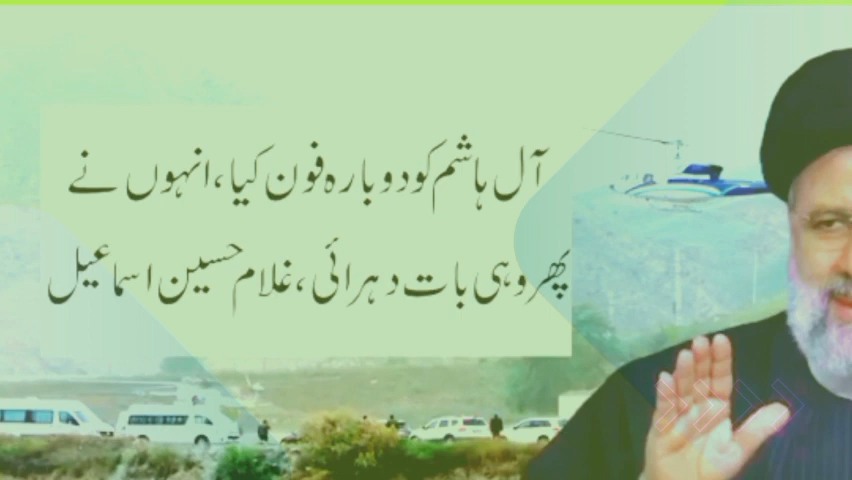 آل ہاشم کو دوبارہ فون کیا، انہوں نے
پھر وہی بات دہرائی، غلام حسین اسماعیل